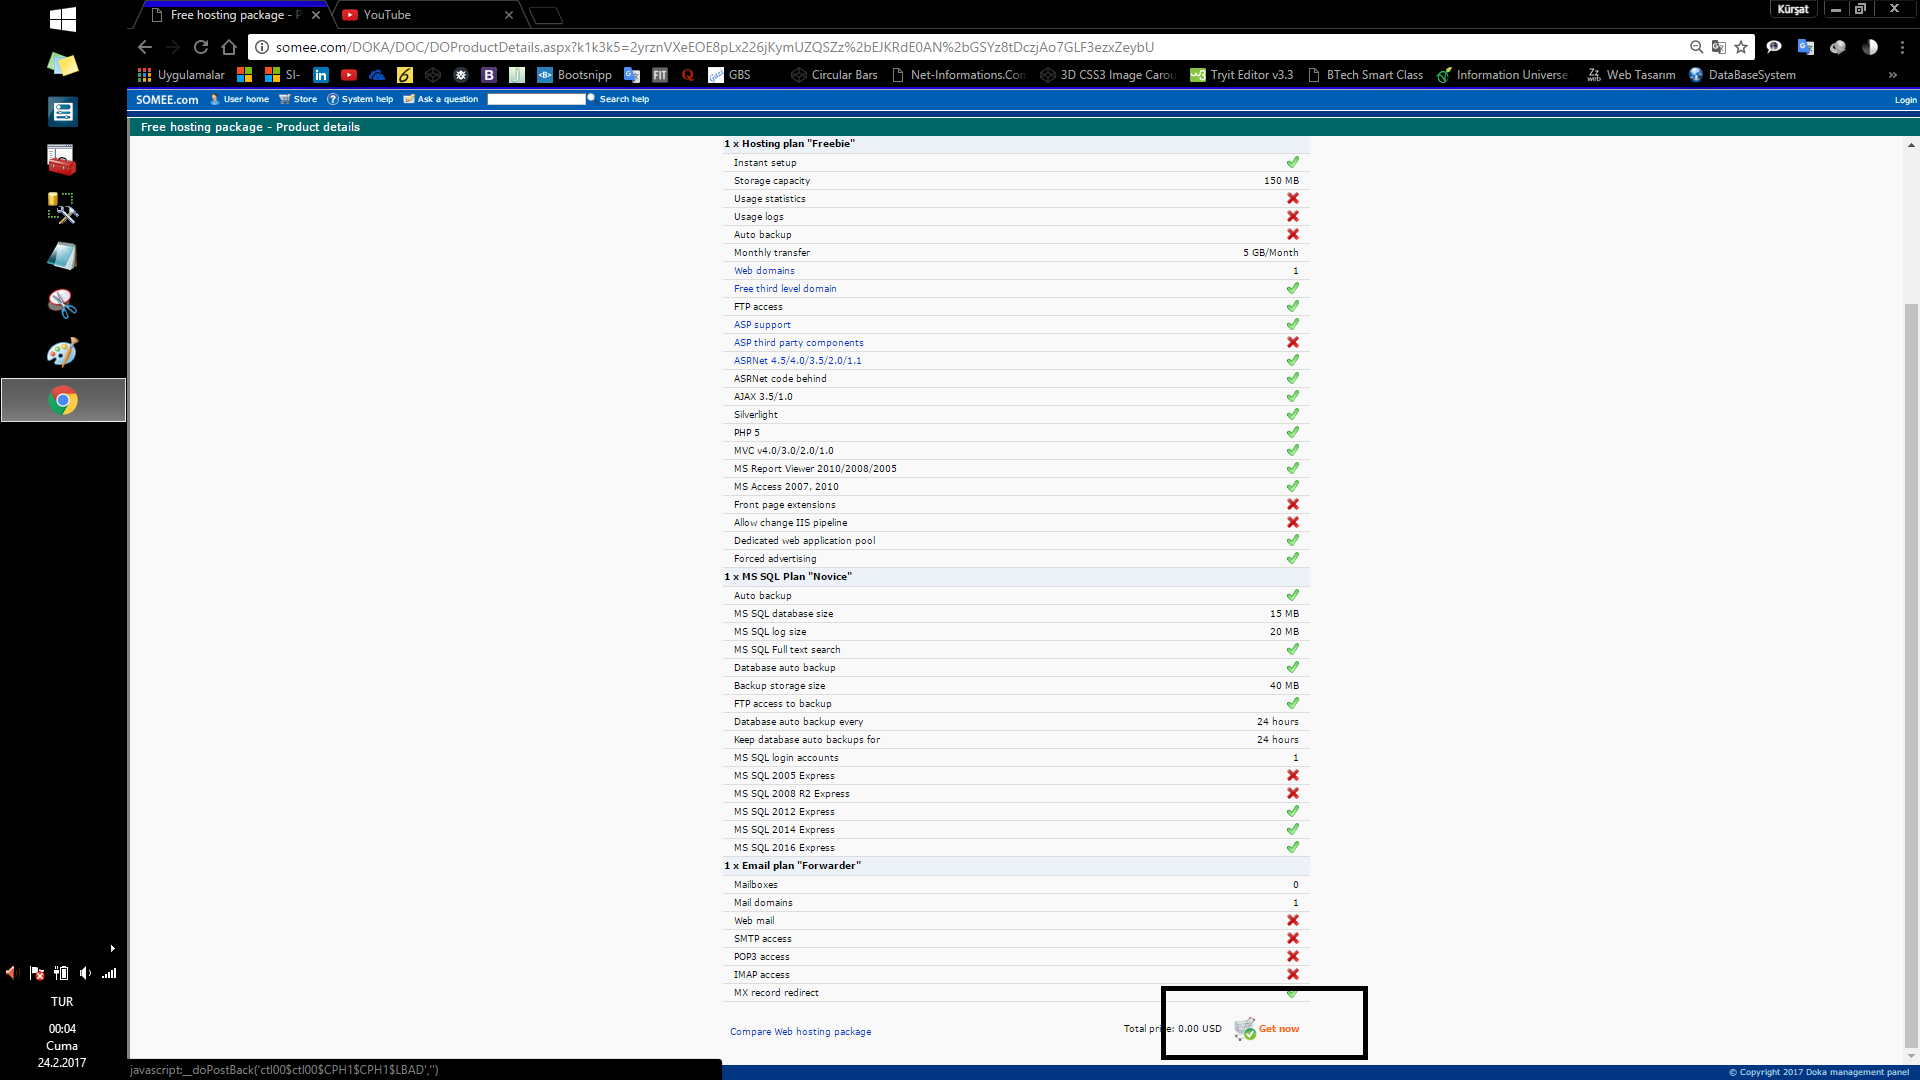 Free hosting package - P
YouTube
Kürşat
somee.com/DOKA/DOC/DOProductDetails.aspx?k1k3k5=2yrznVXeEOE8pLx226jKymUZQSZz%2bEJKRdE0AN%2bGSYz8tDczjAo7GLF3ezxZeybU
Uygulamalar SI- Bootsnipp GBS Circular Bars Net-Informations.Com 3D CSS3 Image Carou Tryit Editor v3.3 BTech Smart Class Information Universe Web Tasarım DataBaseSystem »
SOMEE.com User home Store System help Ask a question Search help Login
Free hosting package - Product details
1 x Hosting plan "Freebie"
Instant setup
Storage capacity 150 MB
Usage statistics
Usage logs
Auto backup
Monthly transfer 5 GB/Month
Web domains 1
Free third level domain
FTP access
ASP support
ASP third party components
ASP.Net 4.5/4.0/3.5/2.0/1.1
ASP.Net code behind
AJAX 3.5/1.0
Silverlight
PHP 5
MVC v4.0/3.0/2.0/1.0
MS Report Viewer 2010/2008/2005
MS Access 2007, 2010
Front page extensions
Allow change IIS pipeline
Dedicated web application pool
Forced advertising
1 x MS SQL Plan "Novice"
Auto backup
MS SQL database size 15 MB
MS SQL log size 20 MB
MS SQL Full text search
Database auto backup
Backup storage size 40 MB
FTP access to backup
Database auto backup every 24 hours
Keep database auto backups for 24 hours
MS SQL login accounts 1
MS SQL 2005 Express
MS SQL 2008 R2 Express
MS SQL 2012 Express
MS SQL 2014 Express
MS SQL 2016 Express
1 x Email plan "Forwarder"
Mailboxes 0
Mail domains 1
Web mail
SMTP access
POP3 access
IMAP access
MX record redirect
Compare Web hosting package Total price: 0.00 USD Get now
TUR
00:04
Cuma
24.2.2017
javascript:__doPostBack('ctl00$ctl00$CPH1$CPH1$LBAD','')
© Copyright 2017 Doka management panel